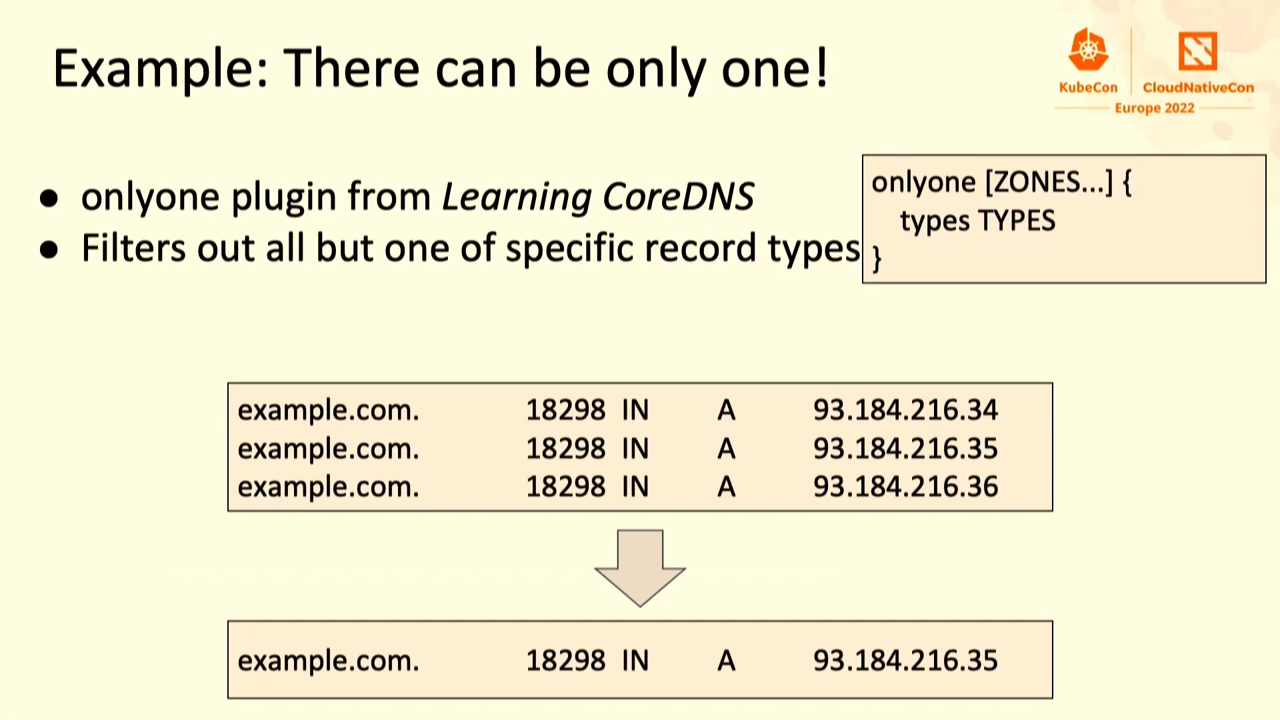 Example: There can be only one!
KubeCon
CloudNativeCon
Europe 2022
● onlyone plugin from Learning CoreDNS
● Filters out all but one of specific record types
onlyone [ZONES...] {
types TYPES
}
example.com. 18298 IN A 93.184.216.34
example.com. 18298 IN A 93.184.216.35
example.com. 18298 IN A 93.184.216.36
example.com. 18298 IN A 93.184.216.35